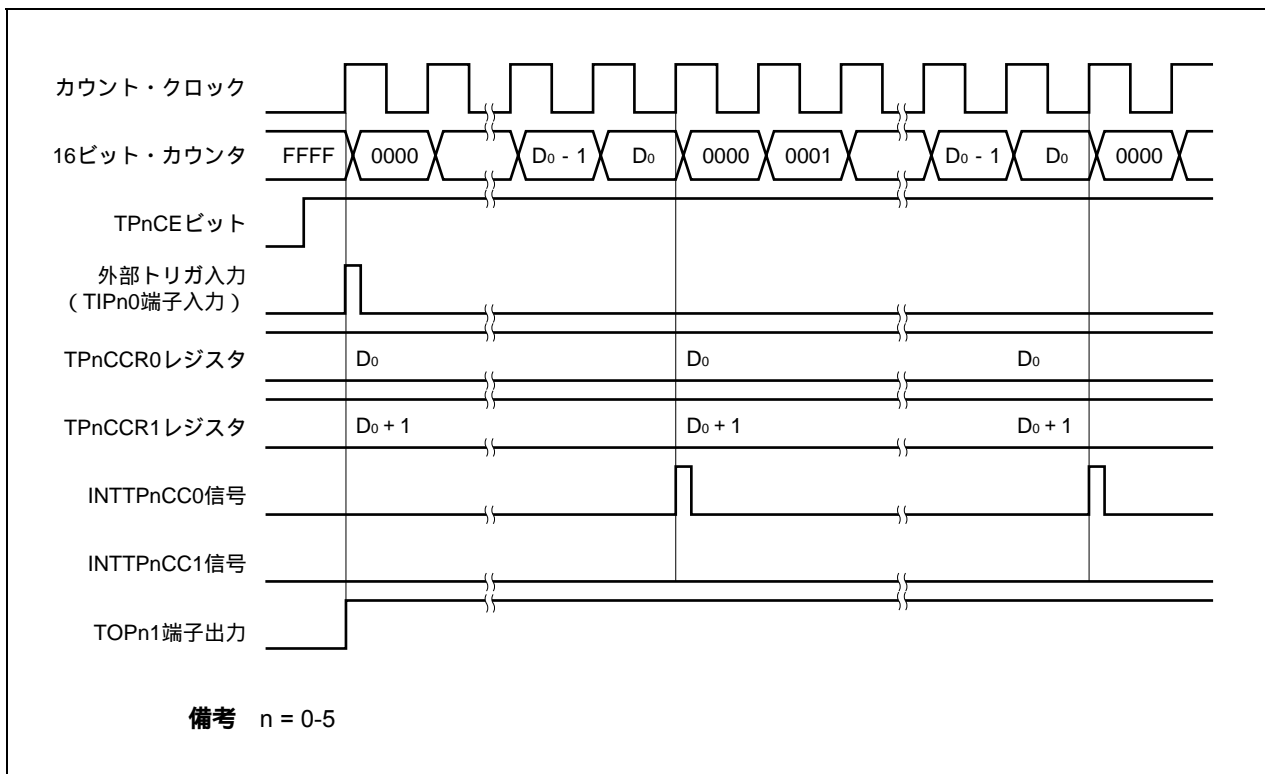 カウント・クロック
16ビット・カウンタ FFFF 0000 D0 - 1 D0 0000 0001 D0 - 1 D0 0000
TPnCEビット
外部トリガ入力
（TIPn0端子入力）
TPnCCR0レジスタ D0 D0 D0
TPnCCR1レジスタ D0 + 1 D0 + 1 D0 + 1
INTTPnCC0信号
INTTPnCC1信号
TOPn1端子出力
備考 n = 0-5